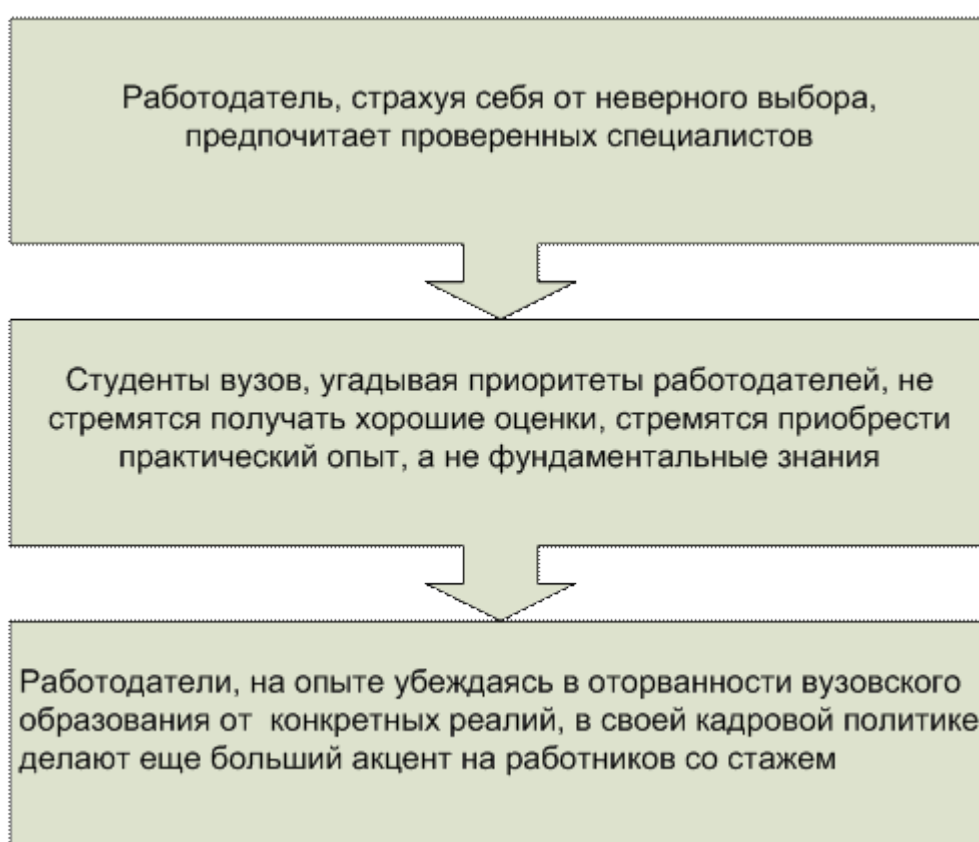 Работодатель, страхуя себя от неверного выбора,
предпочитает проверенных специалистов
Студенты вузов, угадывая приоритеты работодателей, не
стремятся получать хорошие оценки, стремятся приобрести
практический опыт, а не фундаментальные знания
Работодатели, на опыте убеждаясь в оторванности вузовского
образования от  конкретных реалий, в своей кадровой политике
делают еще больший акцент на работников со стажем